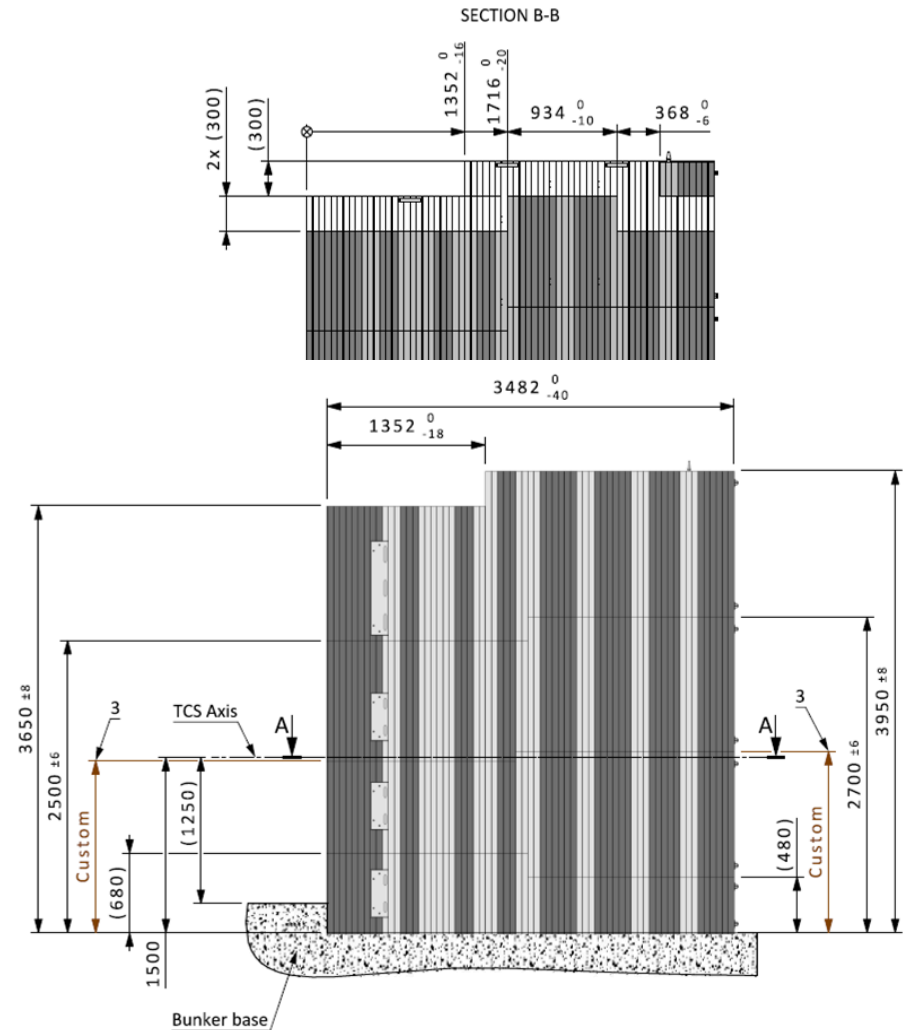 SECTION B-B
1352 0 -16
1716 0 -20
934 0 -10
368 0 -6
2x (300)
(300)
3482 0 -40
1352 0 -18
3650 ±8
2500 ±6
3
TCS Axis
A
A
3
2700 ±6
3950 ±8
Custom
(680)
1500
(1250)
(480)
Custom
Bunker base